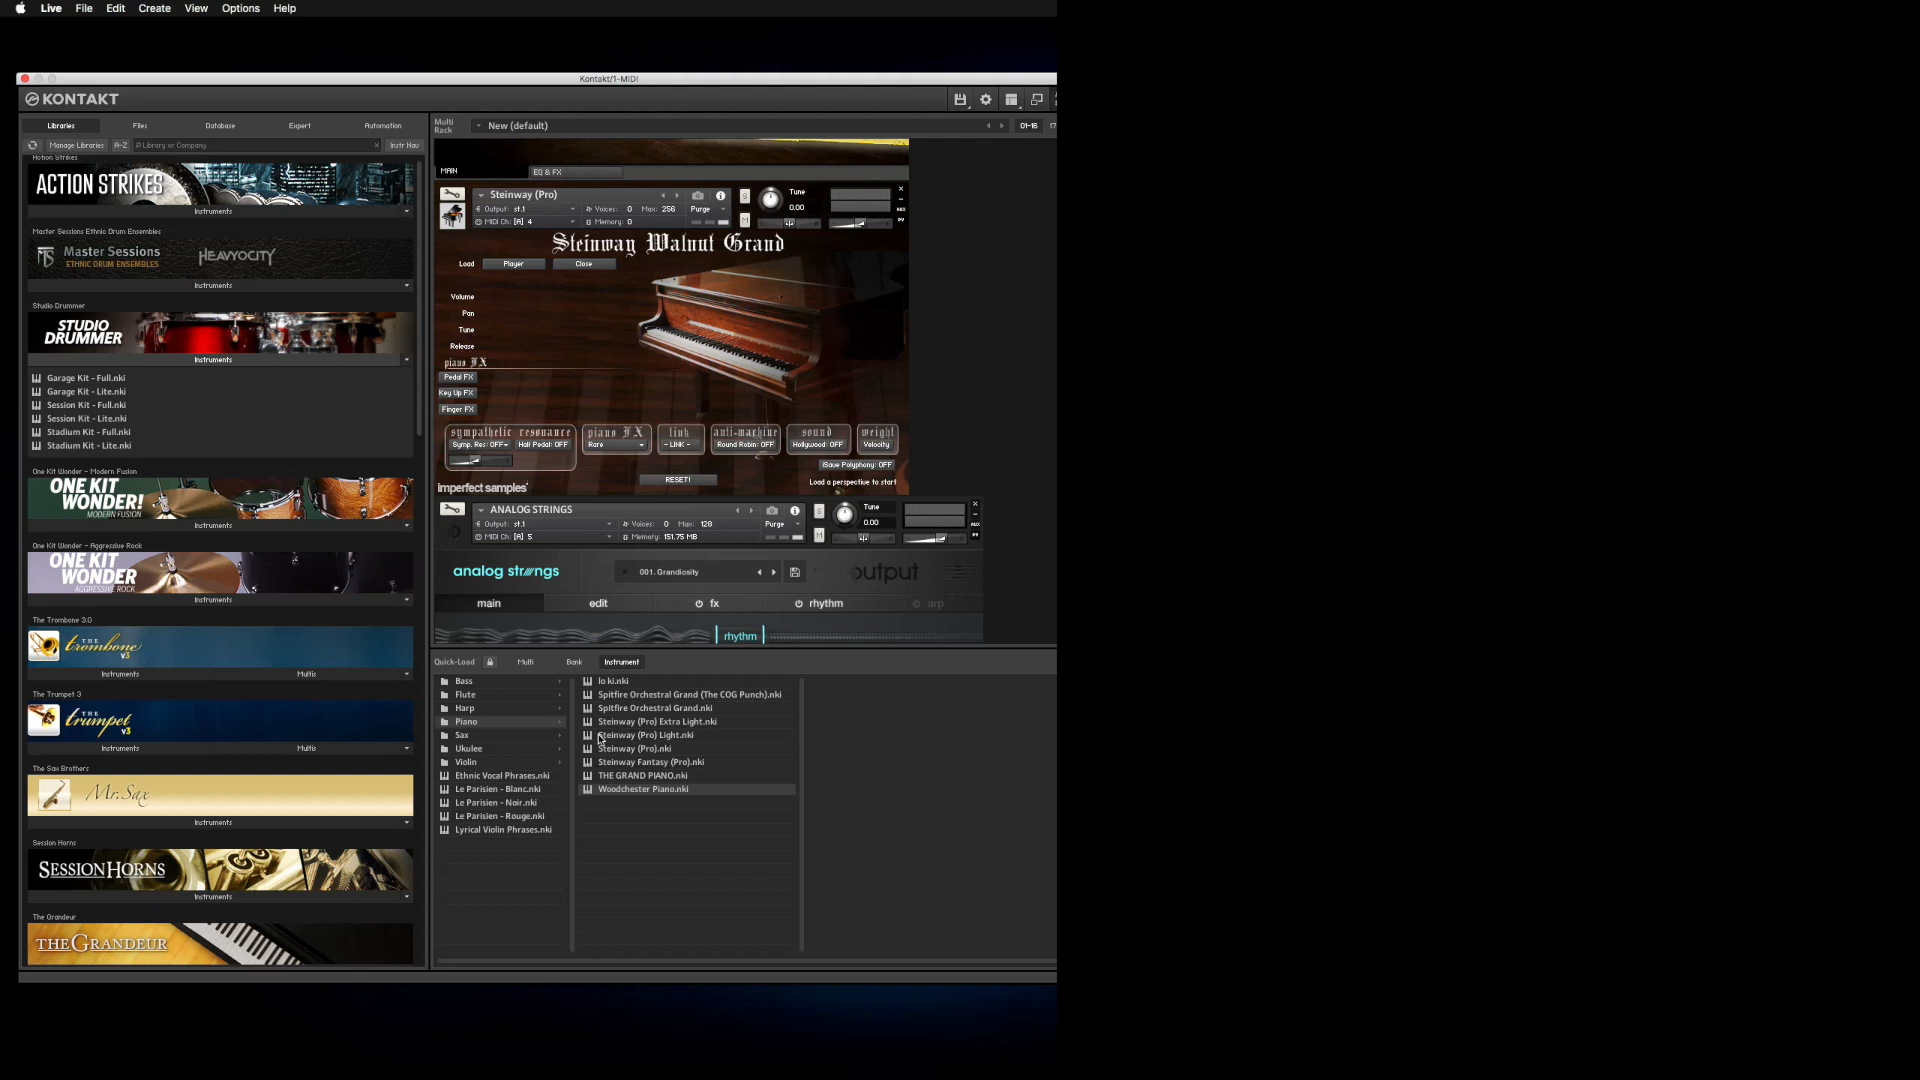 Live File Edit Create View Options Help
Kontakt/1-MIDI
KONTAKT
Libraries Files Database Expert Automation
Manage Libraries A-Z Library or Company Instr Nav
Action Strikes
ACTION STRIKES
Instruments
Master Sessions Ethnic Drum Ensembles
Master Sessions
ETHNIC DRUM ENSEMBLES
HEAVYOCITY
Instruments
Studio Drummer
STUDIO
DRUMMER
Instruments
Garage Kit - Full.nki
Garage Kit - Lite.nki
Session Kit - Full.nki
Session Kit - Lite.nki
Stadium Kit - Full.nki
Stadium Kit - Lite.nki
One Kit Wonder - Modern Fusion
ONE KIT
WONDER!
MODERN FUSION
Instruments
One Kit Wonder - Aggressive Rock
ONE KIT
WONDER
AGGRESSIVE ROCK
Instruments
The Trombone 3.0
THE
trombone
v3
Instruments Multis
The Trumpet 3
THE
trumpet
v3
Instruments Multis
The Sax Brothers
Mr. Sax
Instruments
Session Horns
SESSION HORNS
Instruments
The Grandeur
THE GRANDEUR
Multi
Rack
New (default)
01-16
17
MAIN EQ & FX
Steinway (Pro)
Output: st.1 Voices: 0 Max: 256 Purge
MIDI Ch: [A] 4 Memory: 0
S
M
Tune
0.00
AUX
PV
Steinway Walnut Grand
Load Player Close
Volume
Pan
Tune
Release
piano FX
Pedal FX
Key Up FX
Finger FX
sympathetic resonance piano FX link anti-machine sound weight
Symp. Res: OFF Half Pedal: OFF Rare - LINK - Round Robin: OFF Hollywood: OFF Velocity
iSave Polyphony: OFF
RESET!
Load a perspective to start
imperfect samples
ANALOG STRINGS
Output: st.1 Voices: 0 Max: 128 Purge
MIDI Ch: [A] 5 Memory: 151.75 MB
S
M
Tune
0.00
AUX
PV
analog strings
001. Grandiosity
output
main edit fx rhythm arp
rhythm
Quick-Load Multi Bank Instrument
Bass
Flute
Harp
Piano
Sax
Ukulee
Violin
Ethnic Vocal Phrases.nki
Le Parisien - Blanc.nki
Le Parisien - Noir.nki
Le Parisien - Rouge.nki
Lyrical Violin Phrases.nki
lo ki.nki
Spitfire Orchestral Grand (The COG Punch).nki
Spitfire Orchestral Grand.nki
Steinway (Pro) Extra Light.nki
Steinway (Pro) Light.nki
Steinway (Pro).nki
Steinway Fantasy (Pro).nki
THE GRAND PIANO.nki
Woodchester Piano.nki